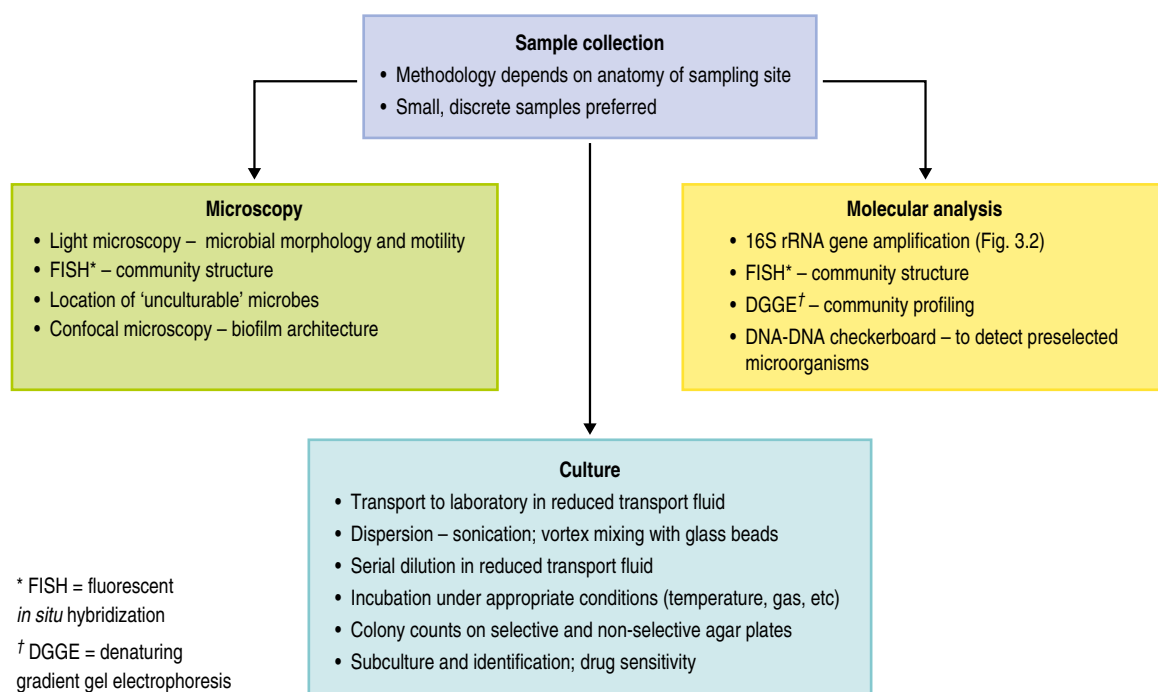 Sample collection
• Methodology depends on anatomy of sampling site
• Small, discrete samples preferred
Microscopy
• Light microscopy – microbial morphology and motility
• FISH* – community structure
• Location of ‘unculturable’ microbes
• Confocal microscopy – biofilm architecture
Molecular analysis
• 16S rRNA gene amplification (Fig. 3.2)
• FISH* – community structure
• DGGE† – community profiling
• DNA-DNA checkerboard – to detect preselected
microorganisms
Culture
• Transport to laboratory in reduced transport fluid
• Dispersion – sonication; vortex mixing with glass beads
• Serial dilution in reduced transport fluid
• Incubation under appropriate conditions (temperature, gas, etc)
• Colony counts on selective and non-selective agar plates
• Subculture and identification; drug sensitivity
* FISH = fluorescent
in situ hybridization
† DGGE = denaturing
gradient gel electrophoresis